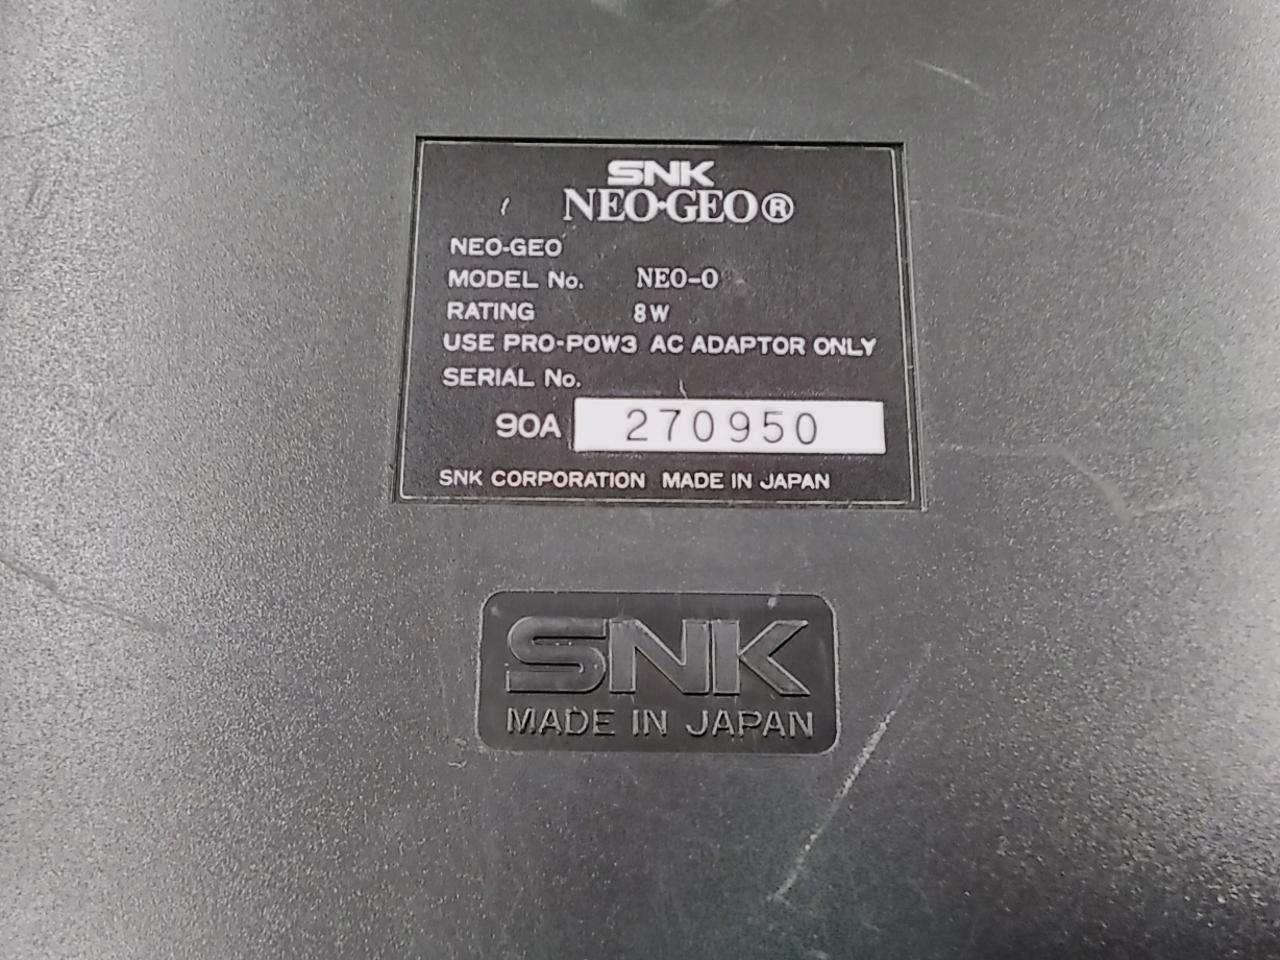 SNK
NEO·GEO®
NEO-GEO
MODEL No. NEO-0
RATING 8W
USE PRO-POW3 AC ADAPTOR ONLY
SERIAL No.
90A 270950
SNK CORPORATION MADE IN JAPAN
SNK
MADE IN JAPAN